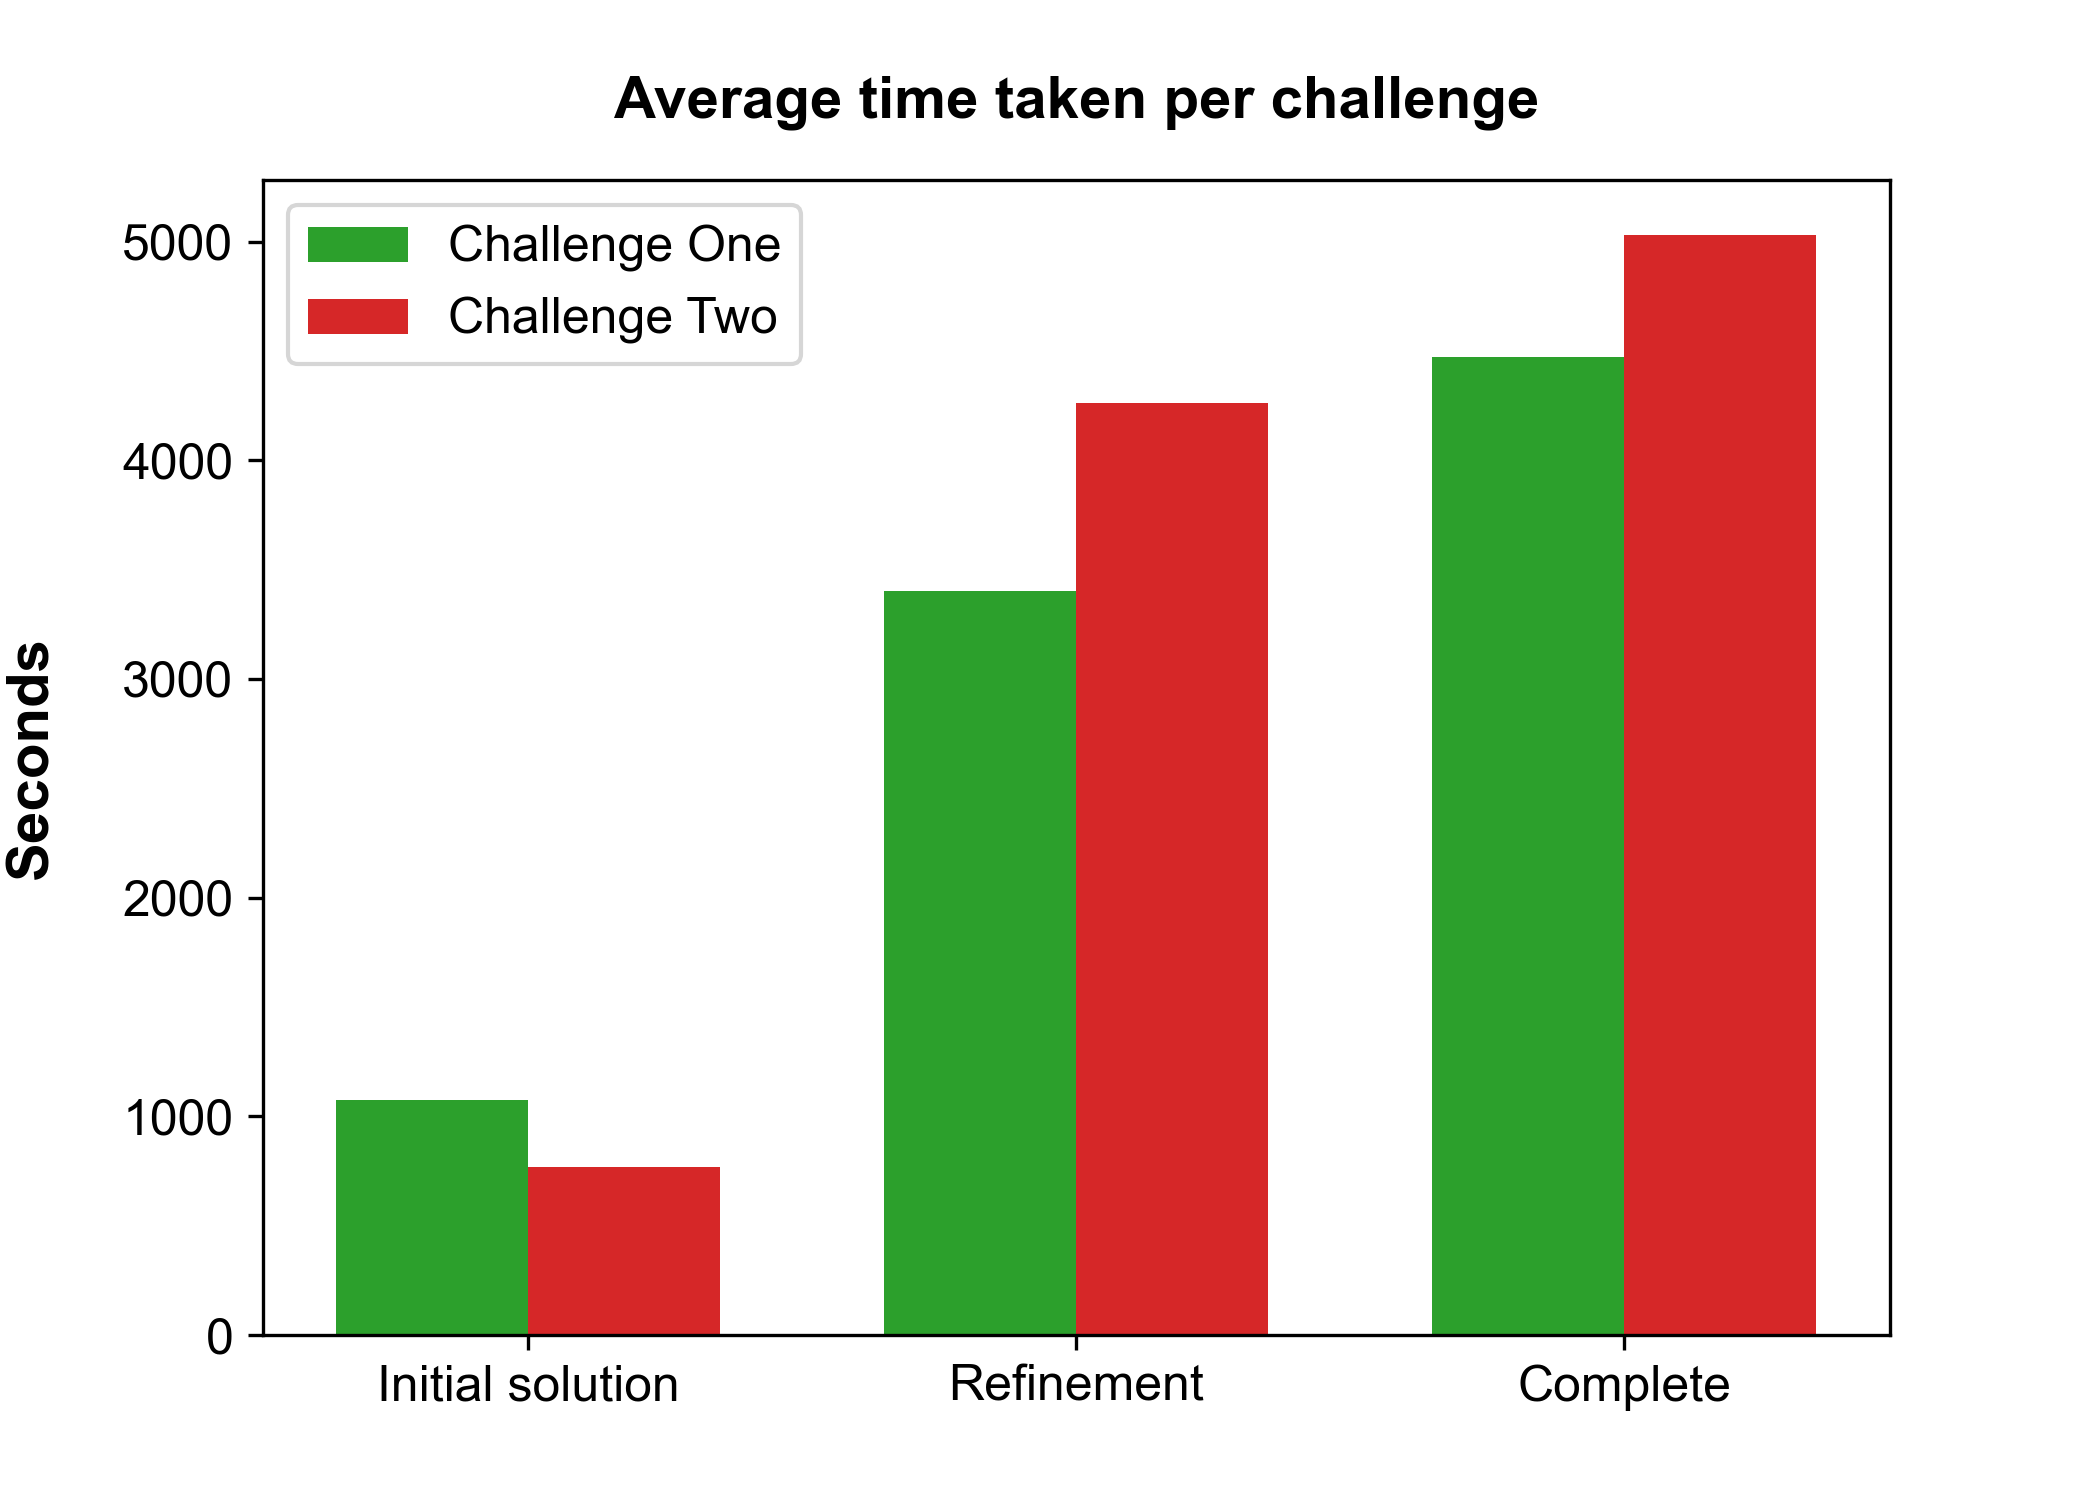 Average time taken per challenge
Challenge One
Challenge Two
Seconds
5000
4000
3000
2000
1000
0
Initial solution
Refinement
Complete